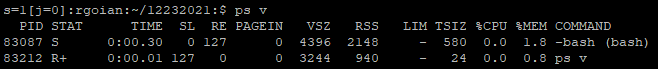 s=1[j=0]:rgoian:~/12232021:$ ps v
PID STAT TIME SL RE PAGEIN VSZ RSS LIM TSIZ %CPU %MEM COMMAND
83087 S 0:00.30 0 127 0 4396 2148 - 580 0.0 1.8 -bash (bash)
83212 R+ 0:00.01 127 0 0 3244 940 - 24 0.0 0.8 ps v